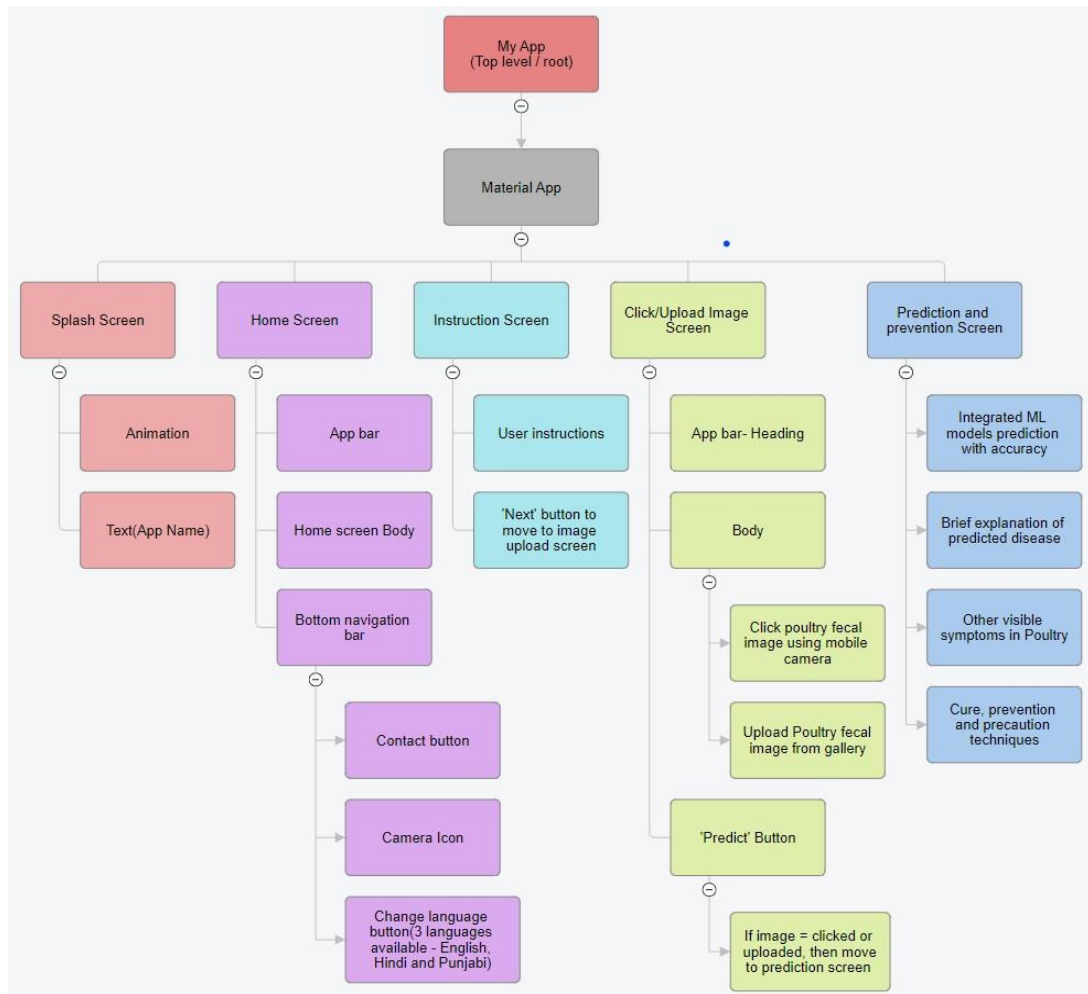 My App
(Top level / root)
Material App
Splash Screen
Home Screen
Instruction Screen
Click/Upload Image
Screen
Prediction and
prevention Screen
Animation
Text(App Name)
App bar
Home screen Body
Bottom navigation
bar
Contact button
Camera Icon
Change language
button(3 languages
available - English,
Hindi and Punjabi)
User instructions
'Next' button to
move to image
upload screen
App bar- Heading
Body
Click poultry fecal
image using mobile
camera
Upload Poultry fecal
image from gallery
'Predict' Button
If image = clicked or
uploaded, then move
to prediction screen
Integrated ML
models prediction
with accuracy
Brief explanation of
predicted disease
Other visible
symptoms in Poultry
Cure, prevention
and precaution
techniques